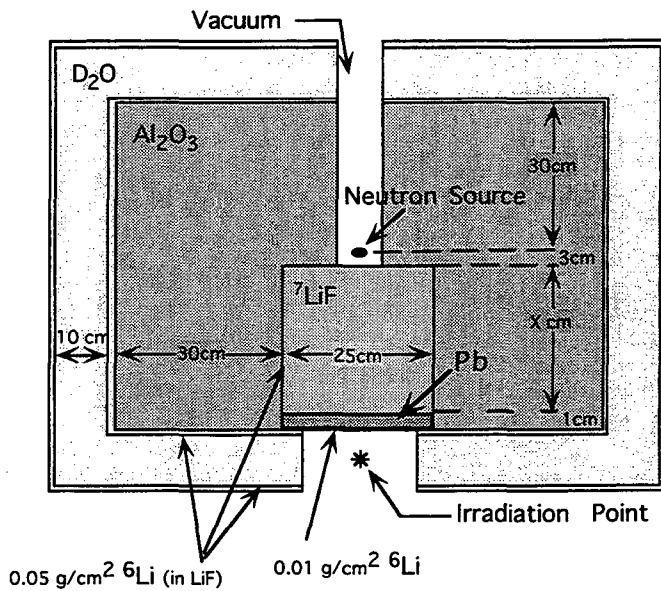 Vacuum
D₂O
Al₂O₃
30cm
Neutron Source
3cm
⁷LiF
10 cm
30cm
25cm
X cm
Pb
1cm
Irradiation Point
0.05 g/cm² ⁶Li (in LiF)
0.01 g/cm² ⁶Li